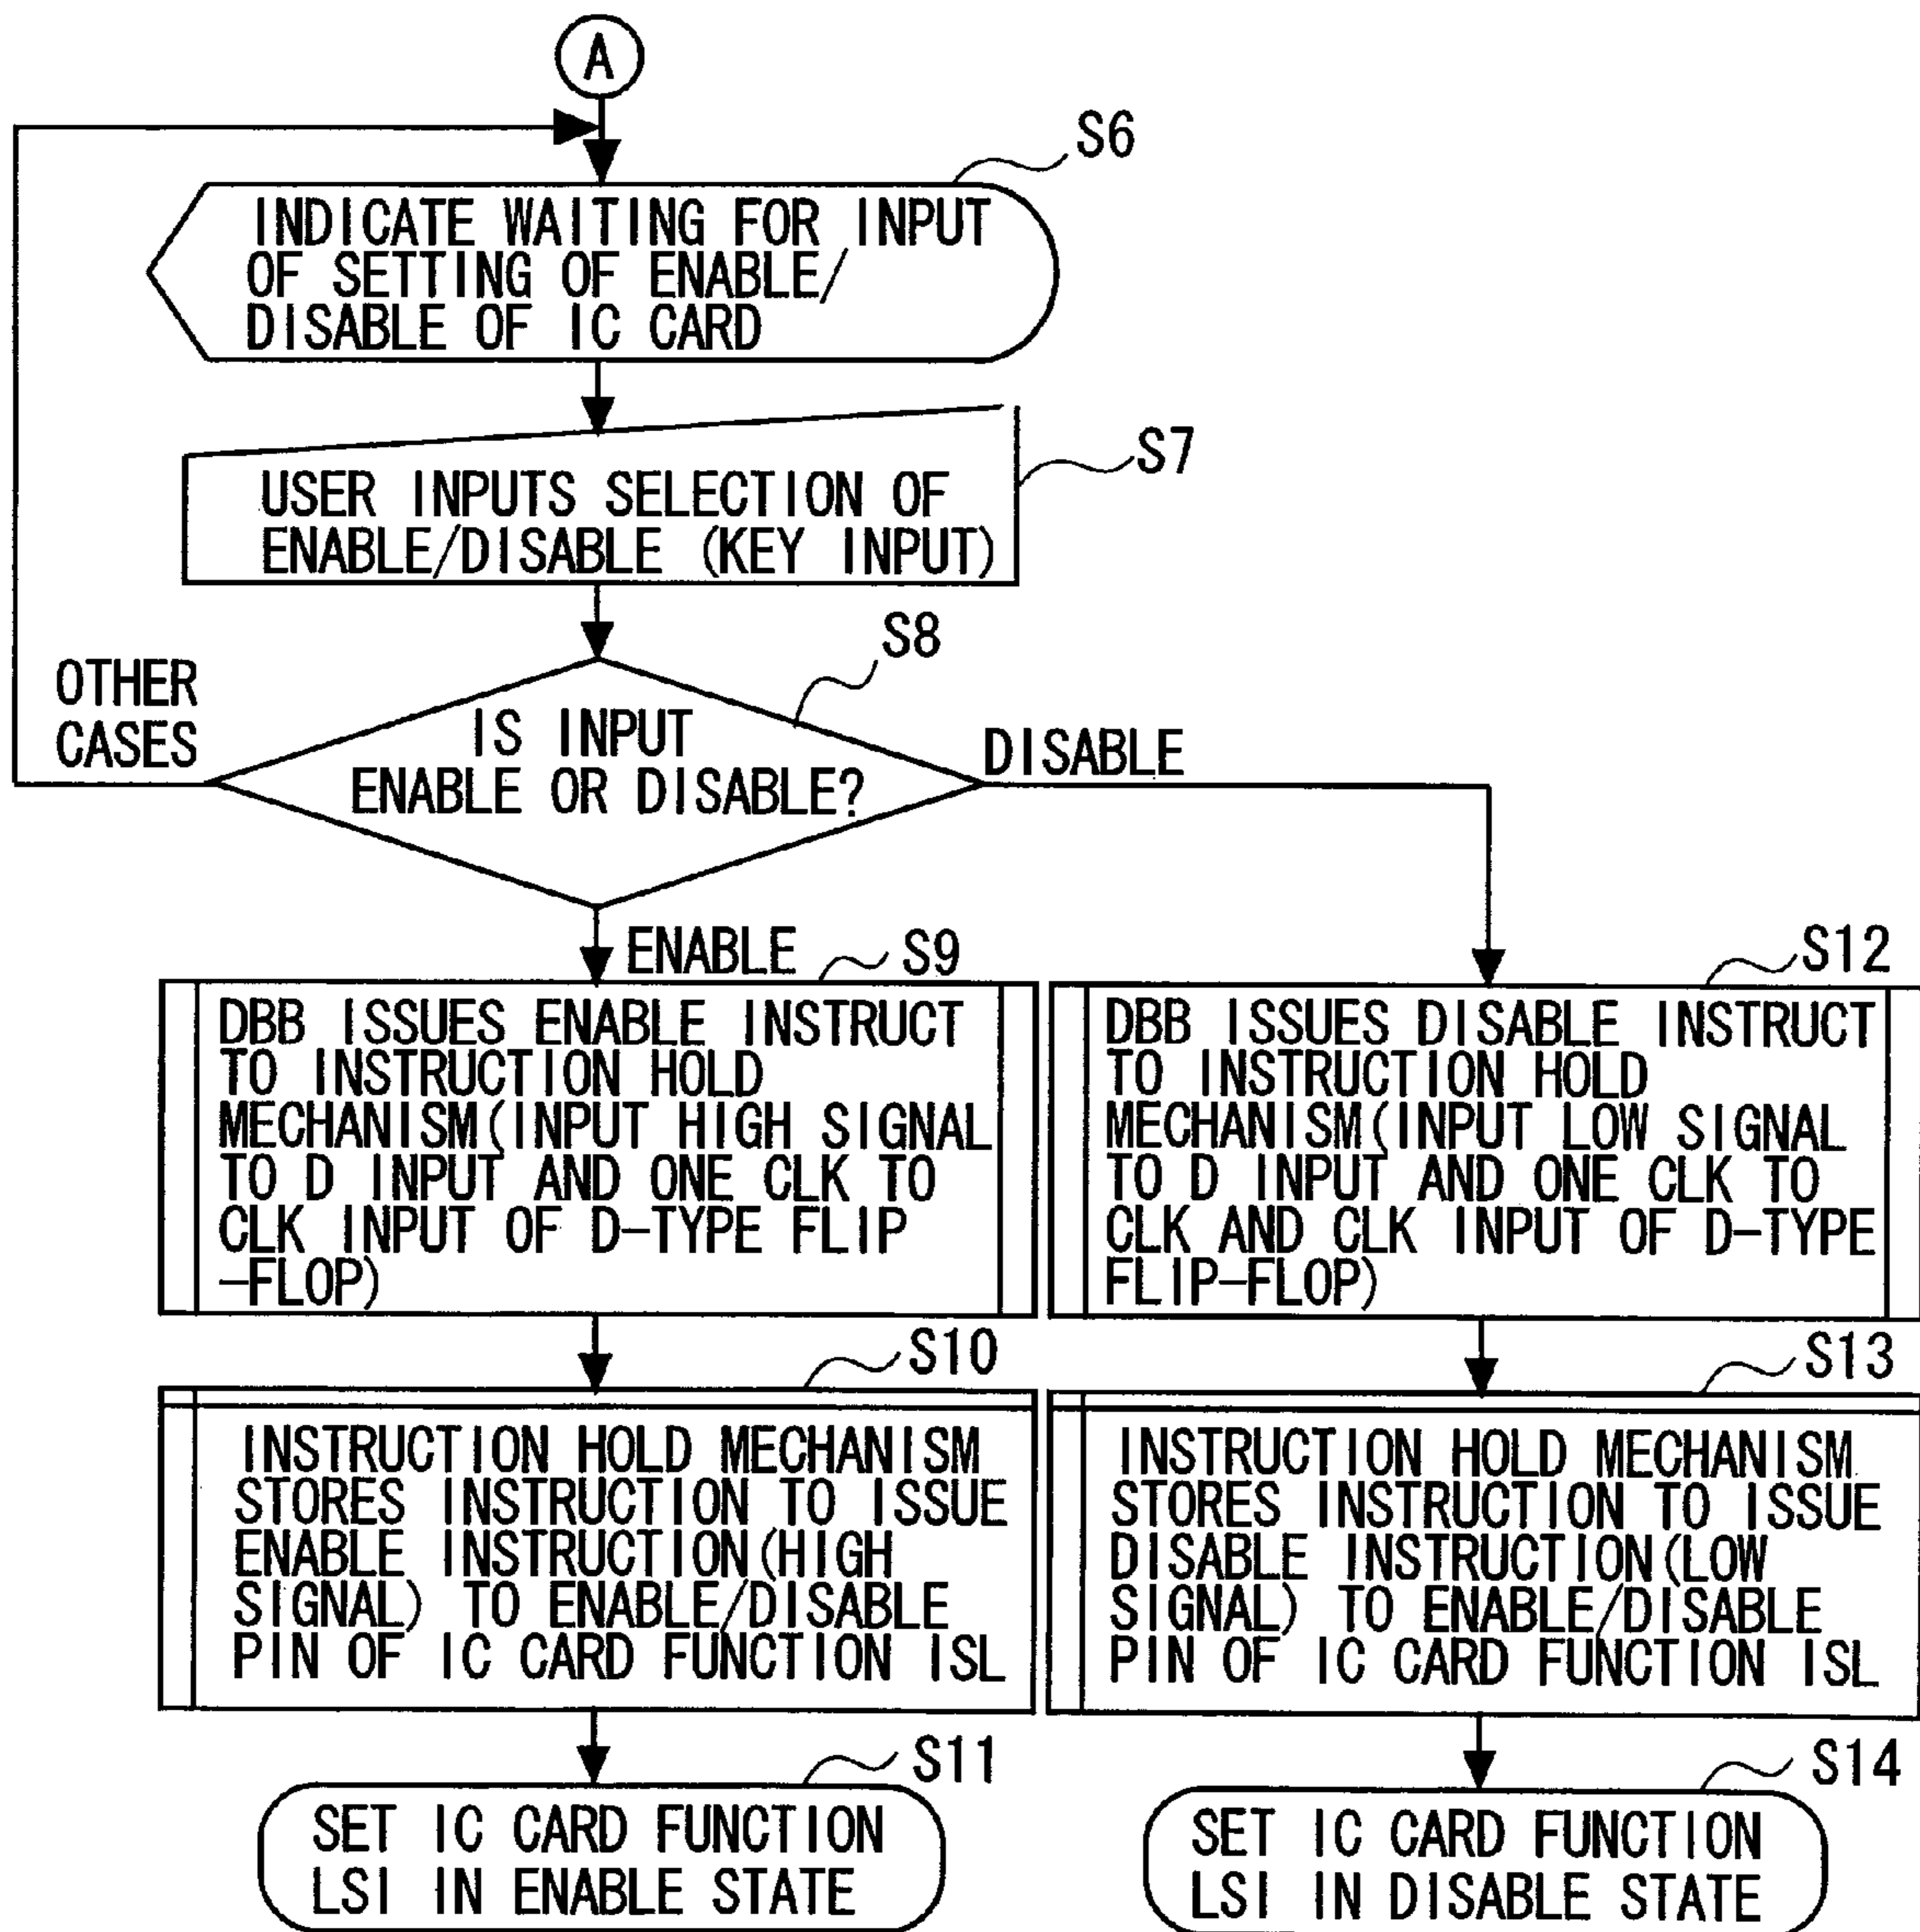 A
S6
INDICATE WAITING FOR INPUT
OF SETTING OF ENABLE/
DISABLE OF IC CARD
S7
USER INPUTS SELECTION OF
ENABLE/DISABLE (KEY INPUT)
S8
OTHER
CASES
IS INPUT
ENABLE OR DISABLE?
DISABLE
ENABLE
S9
DBB ISSUES ENABLE INSTRUCT
TO INSTRUCTION HOLD
MECHANISM(INPUT HIGH SIGNAL
TO D INPUT AND ONE CLK TO
CLK INPUT OF D-TYPE FLIP
-FLOP)
S12
DBB ISSUES DISABLE INSTRUCT
TO INSTRUCTION HOLD
MECHANISM(INPUT LOW SIGNAL
TO D INPUT AND ONE CLK TO
CLK AND CLK INPUT OF D-TYPE
FLIP-FLOP)
S10
INSTRUCTION HOLD MECHANISM
STORES INSTRUCTION TO ISSUE
ENABLE INSTRUCTION(HIGH
SIGNAL) TO ENABLE/DISABLE
PIN OF IC CARD FUNCTION ISL
S13
INSTRUCTION HOLD MECHANISM
STORES INSTRUCTION TO ISSUE
DISABLE INSTRUCTION(LOW
SIGNAL) TO ENABLE/DISABLE
PIN OF IC CARD FUNCTION ISL
S11
SET IC CARD FUNCTION
LSI IN ENABLE STATE
S14
SET IC CARD FUNCTION
LSI IN DISABLE STATE